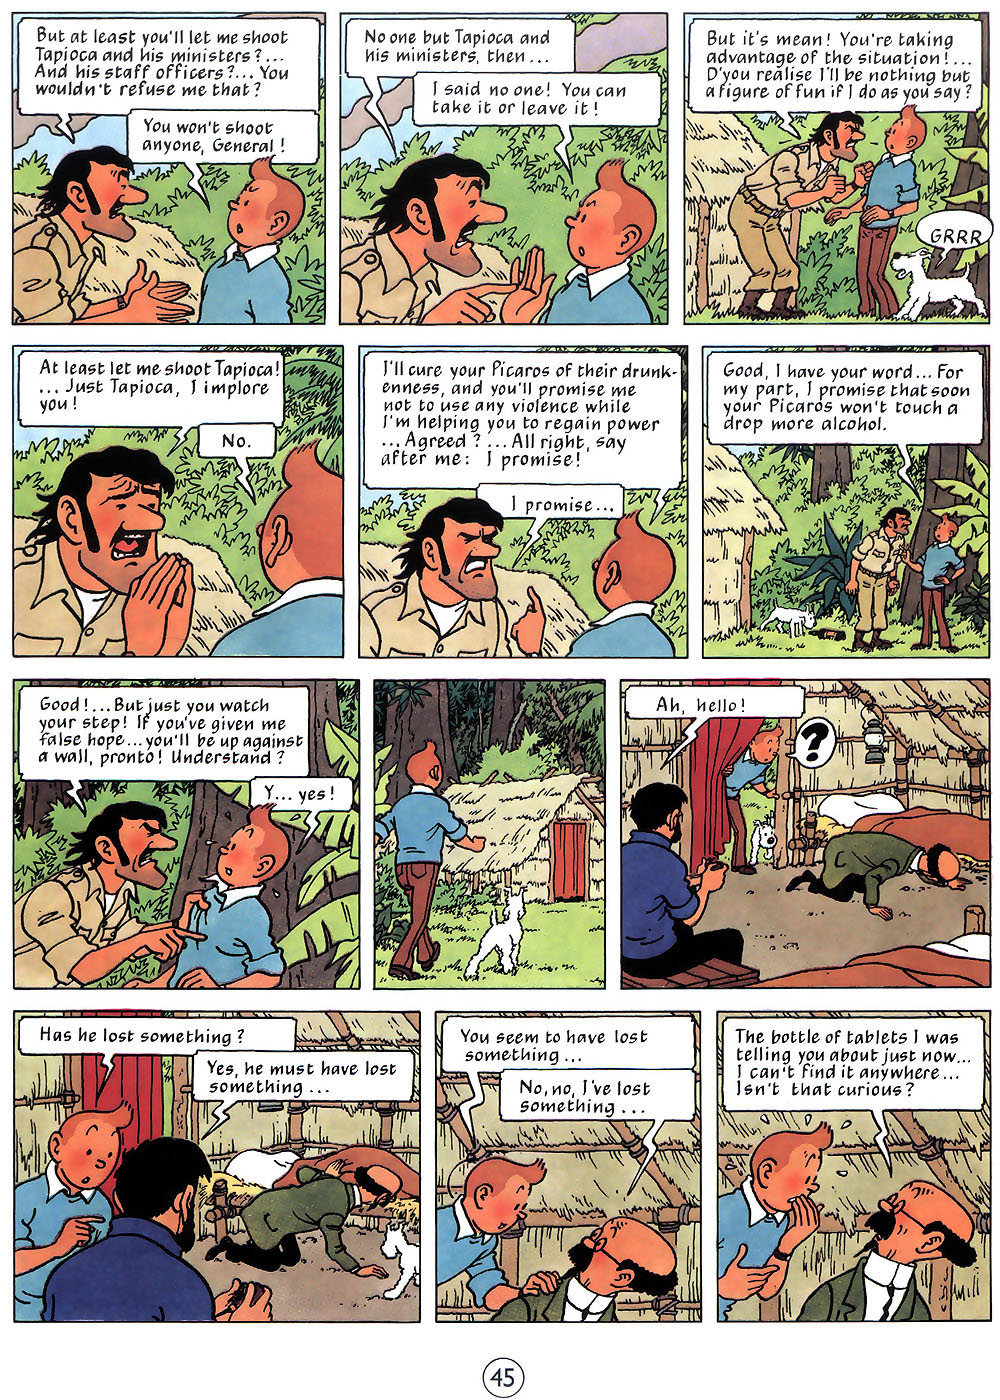 But at least you'll let me shoot
Tapioca and his ministers?...
And his staff officers?... You
wouldn't refuse me that?
You won't shoot
anyone, General!
No one but Tapioca and
his ministers, then...
I said no one! You can
take it or leave it!
But it's mean! You're taking
advantage of the situation!...
D'you realise I'll be nothing but
a figure of fun if I do as you say?
GRRR
At least let me shoot Tapioca!
... Just Tapioca, I implore
you!
No.
I'll cure your Picaros of their drunk-
enness, and you'll promise me
not to use any violence while
I'm helping you to regain power
... Agreed?... All right, say
after me: I promise!
I promise...
Good, I have your word... For
my part, I promise that soon
your Picaros won't touch a
drop more alcohol.
Good!... But just you watch
your step! If you've given me
false hope... you'll be up against
a wall, pronto! Understand?
Y... yes!
Ah, hello!
?
Has he lost something?
Yes, he must have lost
something...
You seem to have lost
something...
No, no, I've lost
something...
The bottle of tablets I was
telling you about just now...
I can't find it anywhere...
Isn't that curious?
45